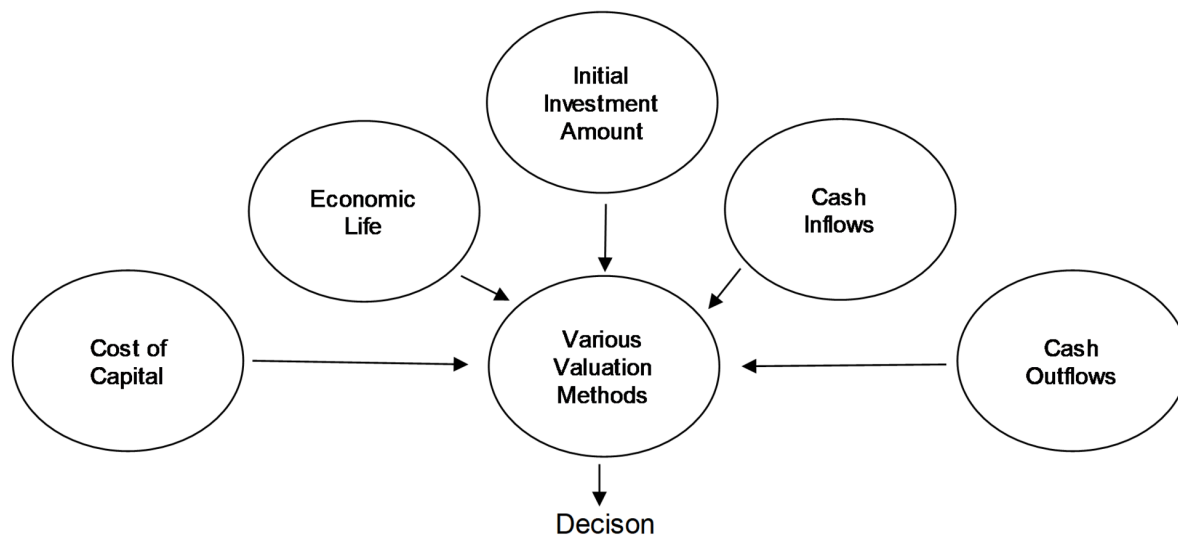 Initial
Investment
Amount
Economic
Life
Cash
Inflows
Cost of
Capital
Various
Valuation
Methods
Cash
Outflows
Decison